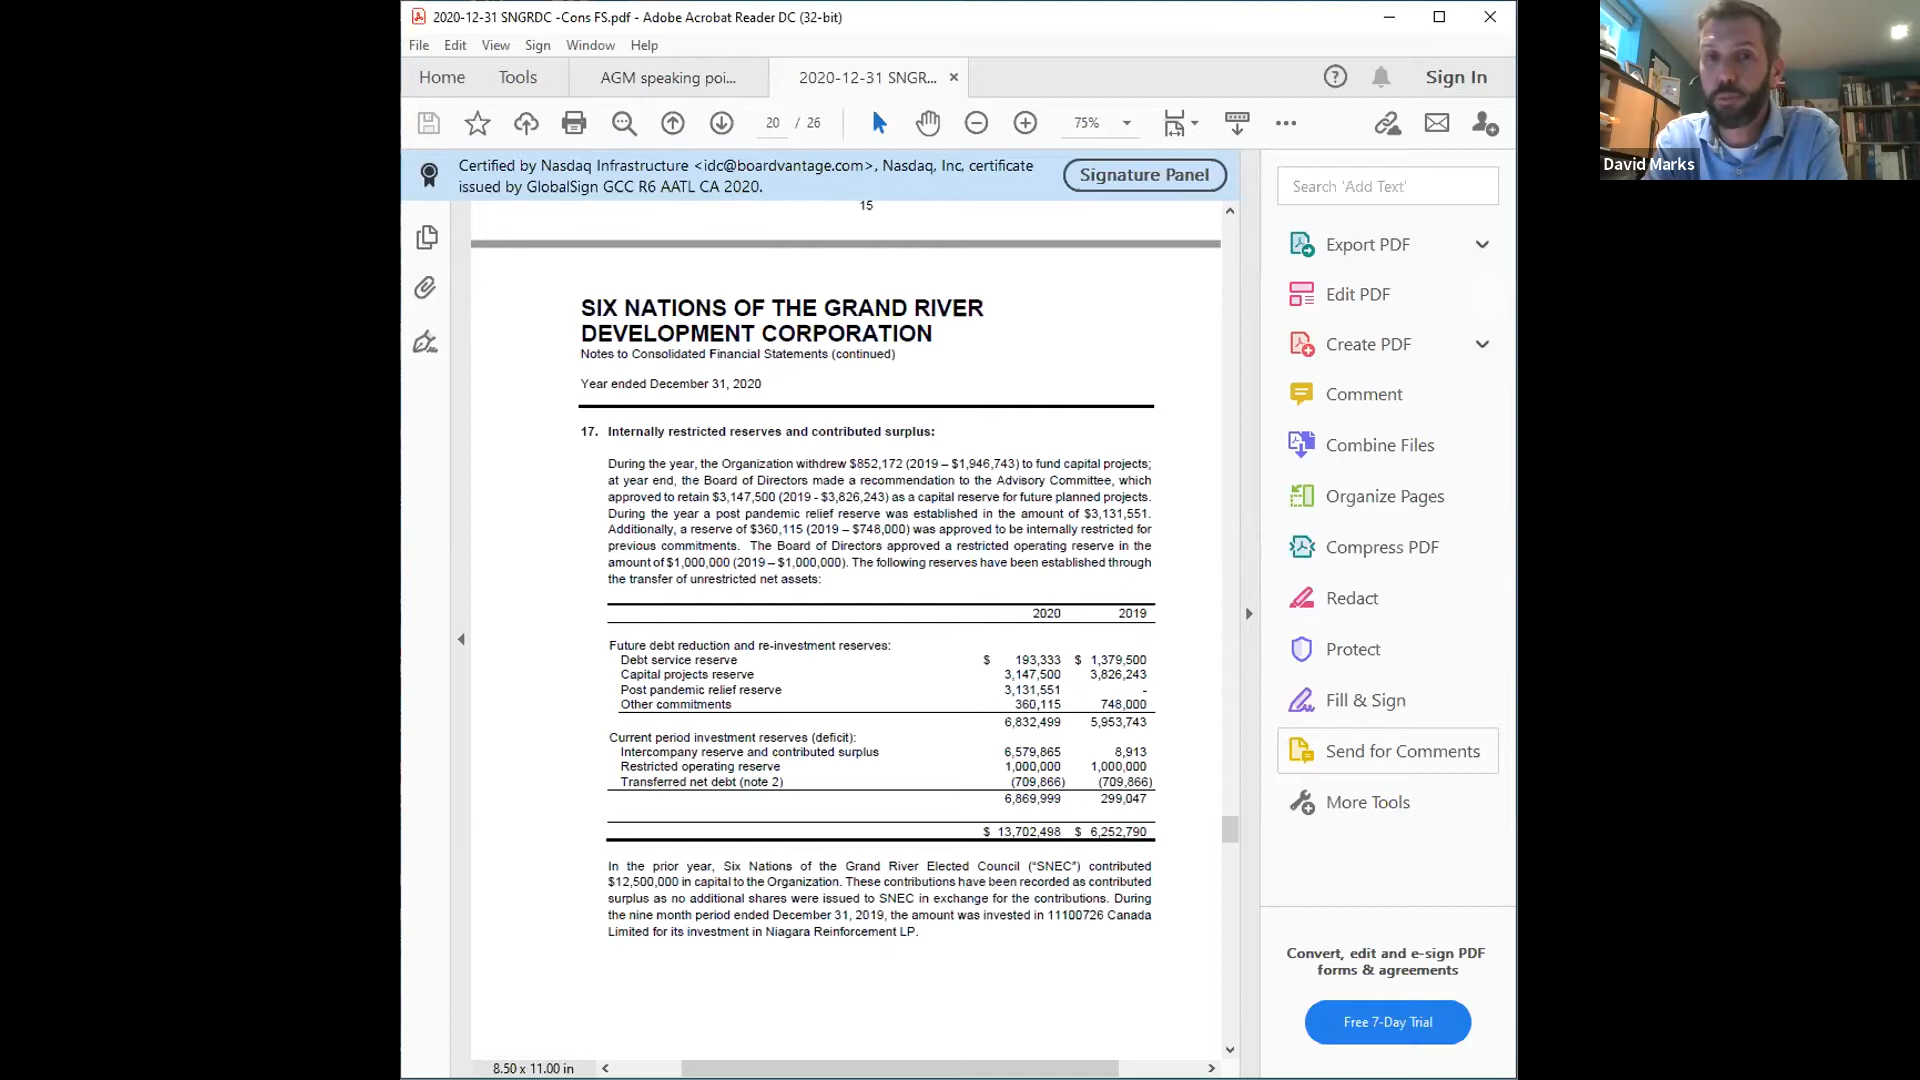 2020-12-31 SNGRDC -Cons FS.pdf - Adobe Acrobat Reader DC (32-bit)
File Edit View Sign Window Help
Home Tools AGM speaking poi... 2020-12-31 SNGR... Sign In
20 / 26 75%
Certified by Nasdaq Infrastructure <idc@boardvantage.com>, Nasdaq, Inc, certificate
issued by GlobalSign GCC R6 AATL CA 2020.
Signature Panel
15
SIX NATIONS OF THE GRAND RIVER
DEVELOPMENT CORPORATION
Notes to Consolidated Financial Statements (continued)
Year ended December 31, 2020
17. Internally restricted reserves and contributed surplus:
During the year, the Organization withdrew $852,172 (2019 – $1,946,743) to fund capital projects;
at year end, the Board of Directors made a recommendation to the Advisory Committee, which
approved to retain $3,147,500 (2019 - $3,826,243) as a capital reserve for future planned projects.
During the year a post pandemic relief reserve was established in the amount of $3,131,551.
Additionally, a reserve of $360,115 (2019 – $748,000) was approved to be internally restricted for
previous commitments. The Board of Directors approved a restricted operating reserve in the
amount of $1,000,000 (2019 – $1,000,000). The following reserves have been established through
the transfer of unrestricted net assets:
2020 2019
Future debt reduction and re-investment reserves:
Debt service reserve $ 193,333 $ 1,379,500
Capital projects reserve 3,147,500 3,826,243
Post pandemic relief reserve 3,131,551 -
Other commitments 360,115 748,000
6,832,499 5,953,743
Current period investment reserves (deficit):
Intercompany reserve and contributed surplus 6,579,865 8,913
Restricted operating reserve 1,000,000 1,000,000
Transferred net debt (note 2) (709,866) (709,866)
6,869,999 299,047
$ 13,702,498 $ 6,252,790
In the prior year, Six Nations of the Grand River Elected Council (“SNEC”) contributed
$12,500,000 in capital to the Organization. These contributions have been recorded as contributed
surplus as no additional shares were issued to SNEC in exchange for the contributions. During
the nine month period ended December 31, 2019, the amount was invested in 11100726 Canada
Limited for its investment in Niagara Reinforcement LP.
8.50 x 11.00 in
Search 'Add Text'
Export PDF
Edit PDF
Create PDF
Comment
Combine Files
Organize Pages
Compress PDF
Redact
Protect
Fill & Sign
Send for Comments
More Tools
Convert, edit and e-sign PDF
forms & agreements
Free 7-Day Trial
David Marks